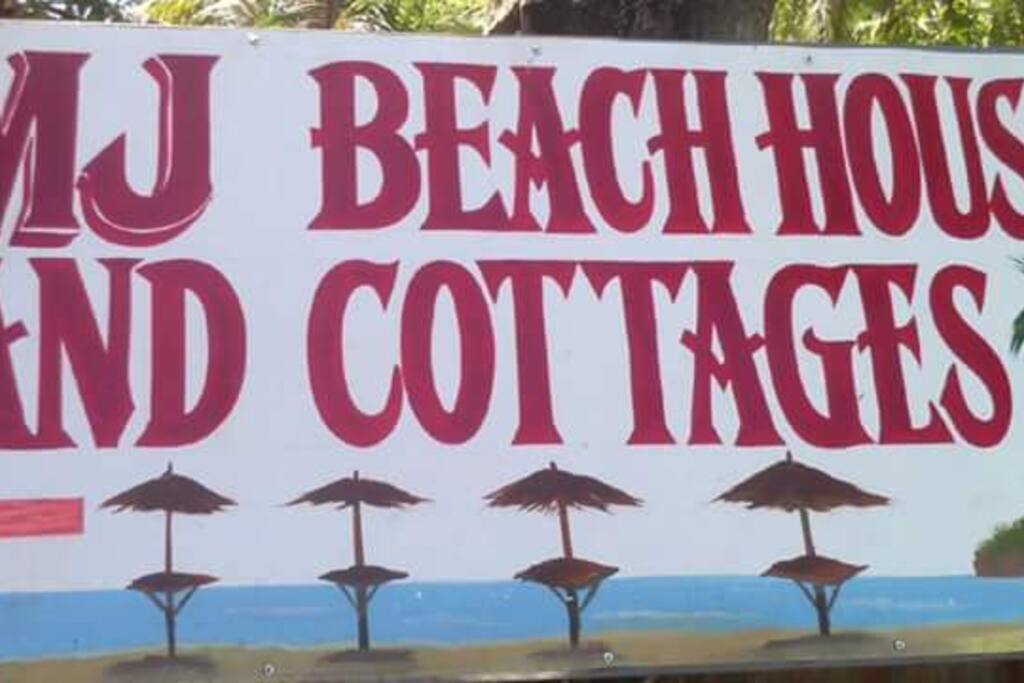 MJ BEACH HOUS
AND COTTAGES